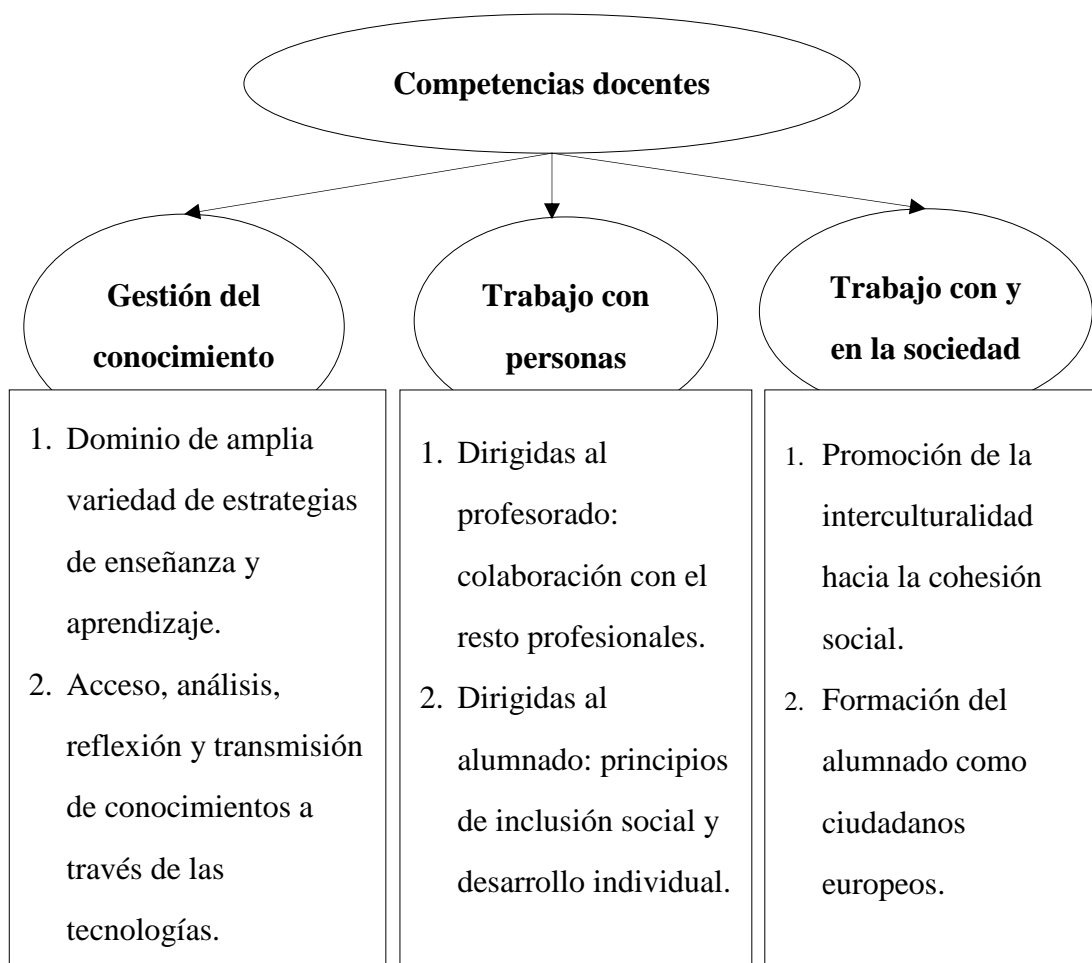 Competencias docentes
Gestión del
conocimiento
Trabajo con
personas
Trabajo con y
en la sociedad
1. Dominio de amplia
variedad de estrategias
de enseñanza y
aprendizaje.
2. Acceso, análisis,
reflexión y transmisión
de conocimientos a
través de las
tecnologías.
1. Dirigidas al
profesorado:
colaboración con el
resto profesionales.
2. Dirigidas al
alumnado: principios
de inclusión social y
desarrollo individual.
1. Promoción de la
interculturalidad
hacia la cohesión
social.
2. Formación del
alumnado como
ciudadanos
europeos.